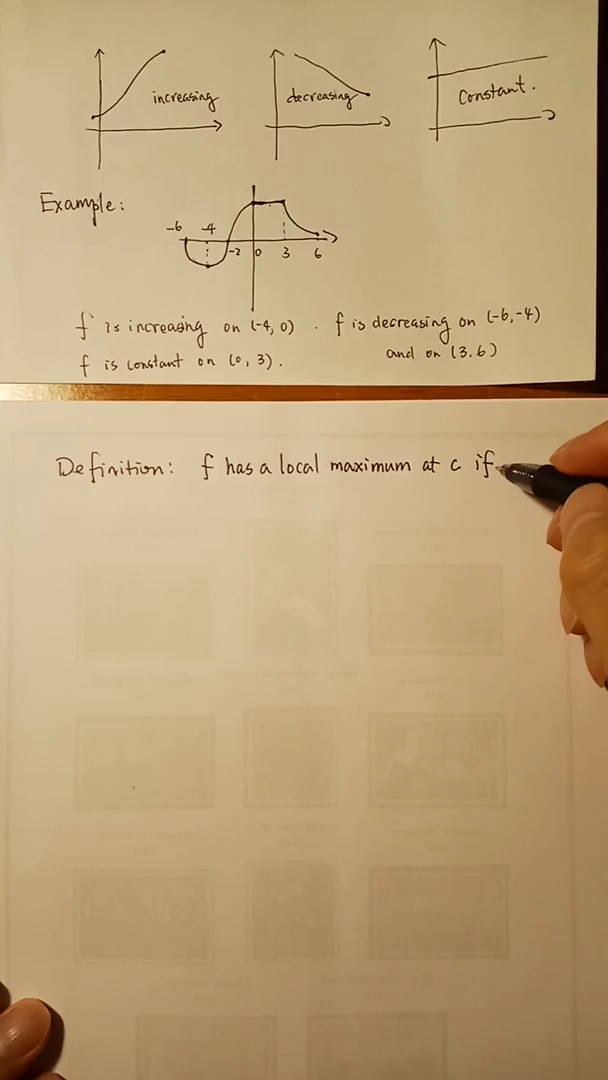 increasing
decreasing
Constant.
Example:
-6 -4 -2 0 3 6
f is increasing on (-4, 0) . f is decreasing on (-6, -4)
f is constant on (0, 3). and on (3, 6)
Definition: f has a local maximum at c if